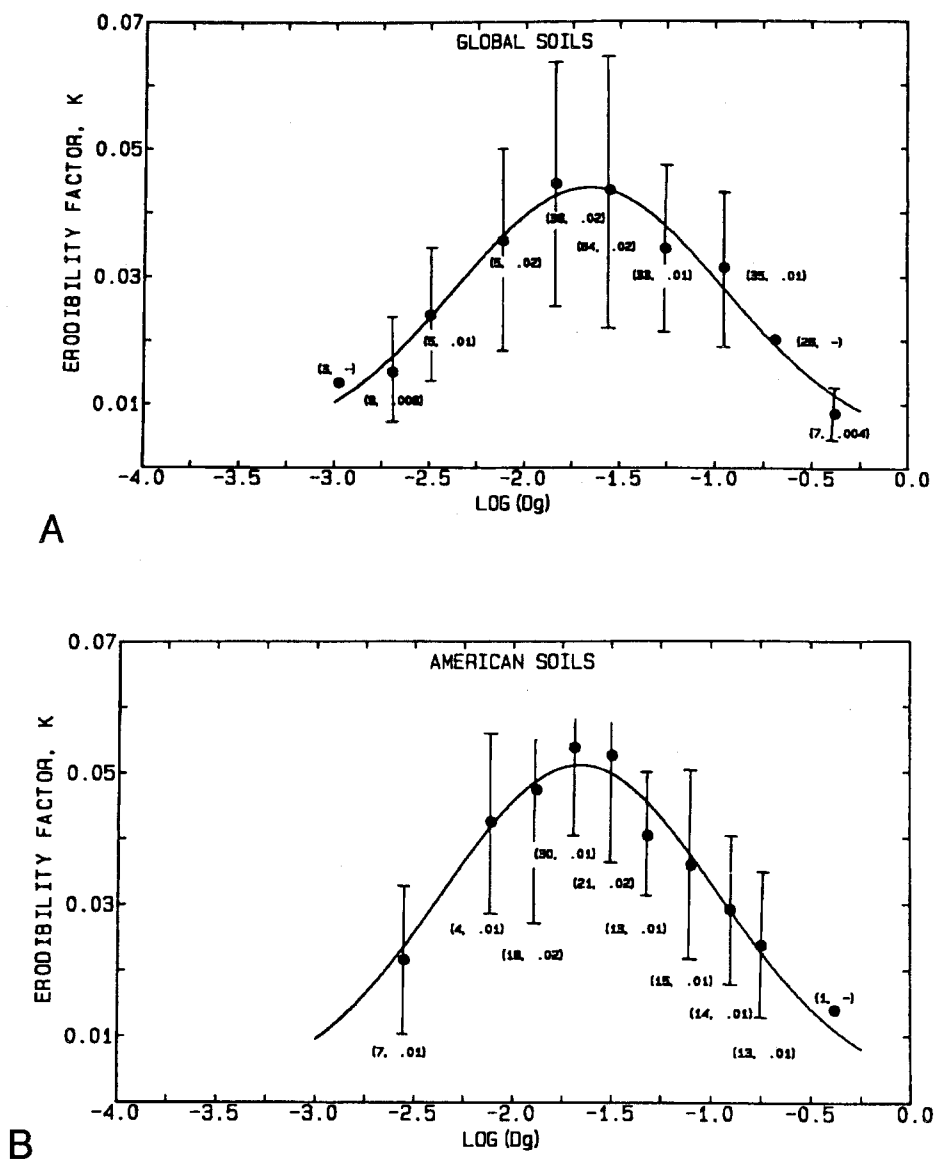 GLOBAL SOILS
ERODIBILITY FACTOR, K
0.07
0.05
0.03
0.01
(5, .02)
(5, .01)
(33, .01)
(35, .01)
(7, .004)
-4.0 -3.5 -3.0 -2.5 -2.0 -1.5 -1.0 -0.5 0.0
LOG(Dg)
A
AMERICAN SOILS
ERODIBILITY FACTOR, K
0.07
0.05
0.03
0.01
(30, .01)
(21, .02)
(4, .01)
(15, .01)
(14, .01)
(1, -)
(7, .01)
(13, .01)
-4.0 -3.5 -3.0 -2.5 -2.0 -1.5 -1.0 -0.5 0.0
LOG(Dg)
B